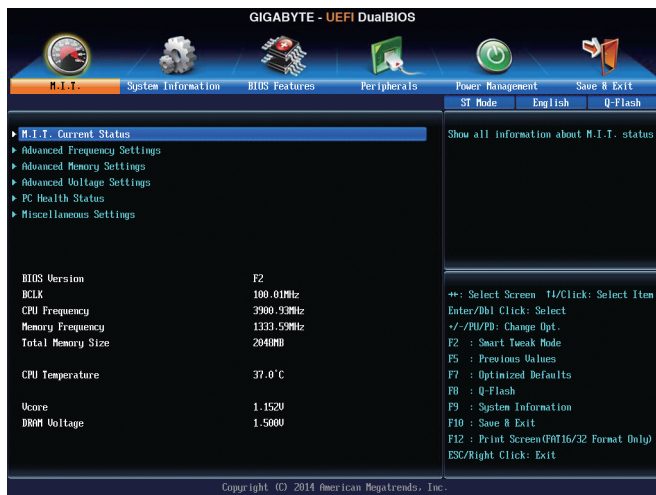 GIGABYTE - UEFI DualBIOS
M.I.T. System Information BIOS Features Peripherals Power Management Save & Exit
ST Mode English Q-Flash
M.I.T. Current Status
Advanced Frequency Settings
Advanced Memory Settings
Advanced Voltage Settings
PC Health Status
Miscellaneous Settings
Show all information about M.I.T. status
BIOS Version F2
BCLK 100.01MHz
CPU Frequency 3900.93MHz
Memory Frequency 1333.59MHz
Total Memory Size 2048MB
CPU Temperature 37.0°C
Vcore 1.152V
DRAM Voltage 1.500V
→←: Select Screen ↑↓/Click: Select Item
Enter/Dbl Click: Select
+/-/PU/PD: Change Opt.
F2 : Smart Tweak Mode
F5 : Previous Values
F7 : Optimized Defaults
F8 : Q-Flash
F9 : System Information
F10 : Save & Exit
F12 : Print Screen(FAT16/32 Format Only)
ESC/Right Click: Exit
Copyright (C) 2014 American Megatrends, Inc.